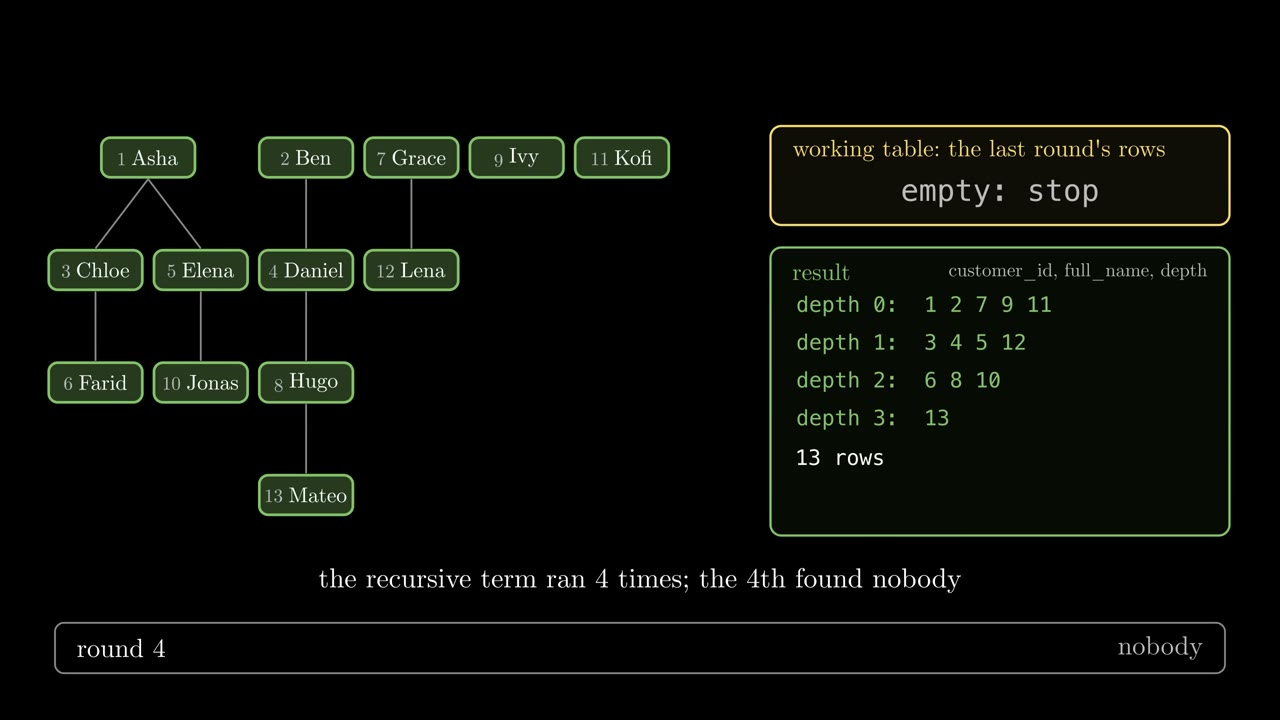 1 Asha
2 Ben
7 Grace
9 Ivy
11 Kofi
3 Chloe
5 Elena
4 Daniel
12 Lena
6 Farid
10 Jonas
8 Hugo
13 Mateo
working table: the last round's rows
empty: stop
result customer_id, full_name, depth
depth 0: 1 2 7 9 11
depth 1: 3 4 5 12
depth 2: 6 8 10
depth 3: 13
13 rows
the recursive term ran 4 times; the 4th found nobody
round 4 nobody